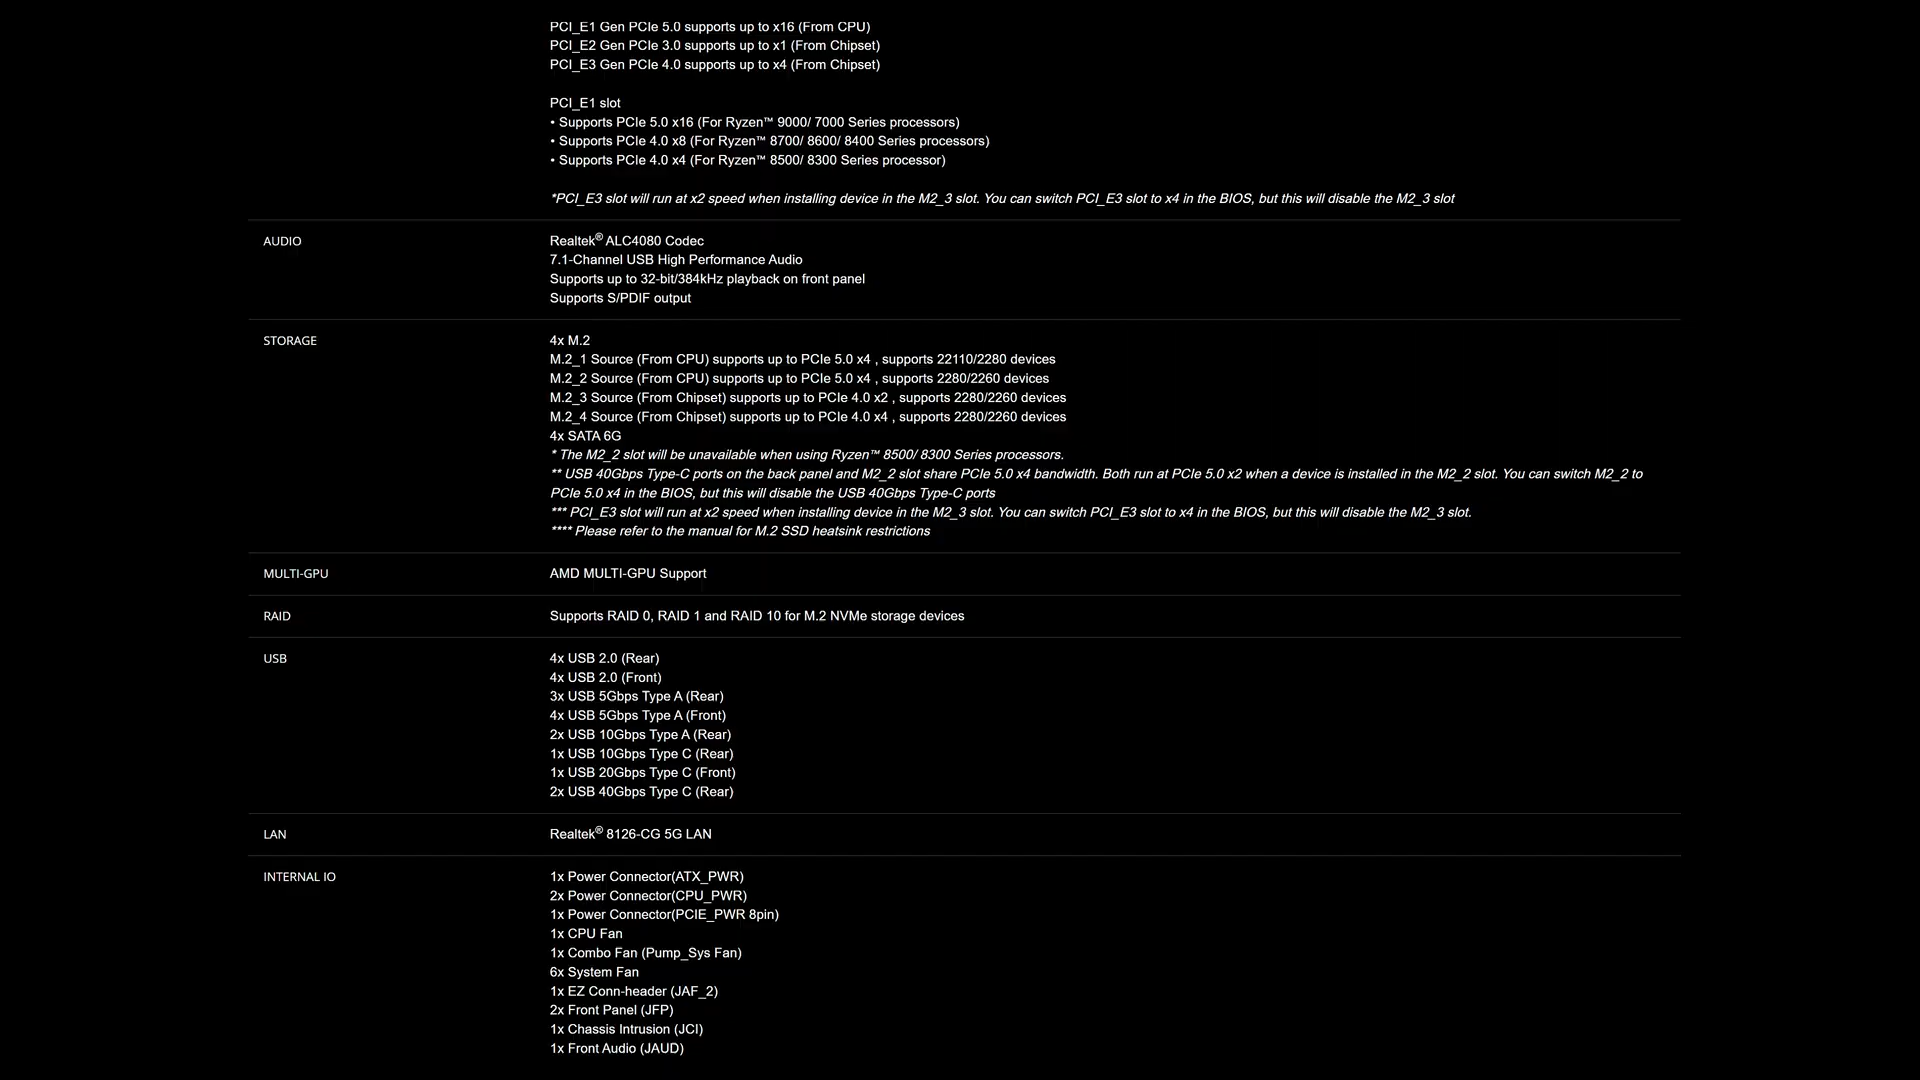 PCI_E1 Gen PCIe 5.0 supports up to x16 (From CPU)
PCI_E2 Gen PCIe 3.0 supports up to x1 (From Chipset)
PCI_E3 Gen PCIe 4.0 supports up to x4 (From Chipset)
PCI_E1 slot
• Supports PCIe 5.0 x16 (For Ryzen™ 9000/ 7000 Series processors)
• Supports PCIe 4.0 x8 (For Ryzen™ 8700/ 8600/ 8400 Series processors)
• Supports PCIe 4.0 x4 (For Ryzen™ 8500/ 8300 Series processor)
*PCI_E3 slot will run at x2 speed when installing device in the M2_3 slot. You can switch PCI_E3 slot to x4 in the BIOS, but this will disable the M2_3 slot
AUDIO
Realtek® ALC4080 Codec
7.1-Channel USB High Performance Audio
Supports up to 32-bit/384kHz playback on front panel
Supports S/PDIF output
STORAGE
4x M.2
M.2_1 Source (From CPU) supports up to PCIe 5.0 x4 , supports 22110/2280 devices
M.2_2 Source (From CPU) supports up to PCIe 5.0 x4 , supports 2280/2260 devices
M.2_3 Source (From Chipset) supports up to PCIe 4.0 x2 , supports 2280/2260 devices
M.2_4 Source (From Chipset) supports up to PCIe 4.0 x4 , supports 2280/2260 devices
4x SATA 6G
* The M2_2 slot will be unavailable when using Ryzen™ 8500/ 8300 Series processors.
** USB 40Gbps Type-C ports on the back panel and M2_2 slot share PCIe 5.0 x4 bandwidth. Both run at PCIe 5.0 x2 when a device is installed in the M2_2 slot. You can switch M2_2 to
PCIe 5.0 x4 in the BIOS, but this will disable the USB 40Gbps Type-C ports
*** PCI_E3 slot will run at x2 speed when installing device in the M2_3 slot. You can switch PCI_E3 slot to x4 in the BIOS, but this will disable the M2_3 slot.
**** Please refer to the manual for M.2 SSD heatsink restrictions
MULTI-GPU
AMD MULTI-GPU Support
RAID
Supports RAID 0, RAID 1 and RAID 10 for M.2 NVMe storage devices
USB
4x USB 2.0 (Rear)
4x USB 2.0 (Front)
3x USB 5Gbps Type A (Rear)
4x USB 5Gbps Type A (Front)
2x USB 10Gbps Type A (Rear)
1x USB 10Gbps Type C (Rear)
1x USB 20Gbps Type C (Front)
2x USB 40Gbps Type C (Rear)
LAN
Realtek® 8126-CG 5G LAN
INTERNAL IO
1x Power Connector(ATX_PWR)
2x Power Connector(CPU_PWR)
1x Power Connector(PCIE_PWR 8pin)
1x CPU Fan
1x Combo Fan (Pump_Sys Fan)
6x System Fan
1x EZ Conn-header (JAF_2)
2x Front Panel (JFP)
1x Chassis Intrusion (JCI)
1x Front Audio (JAUD)